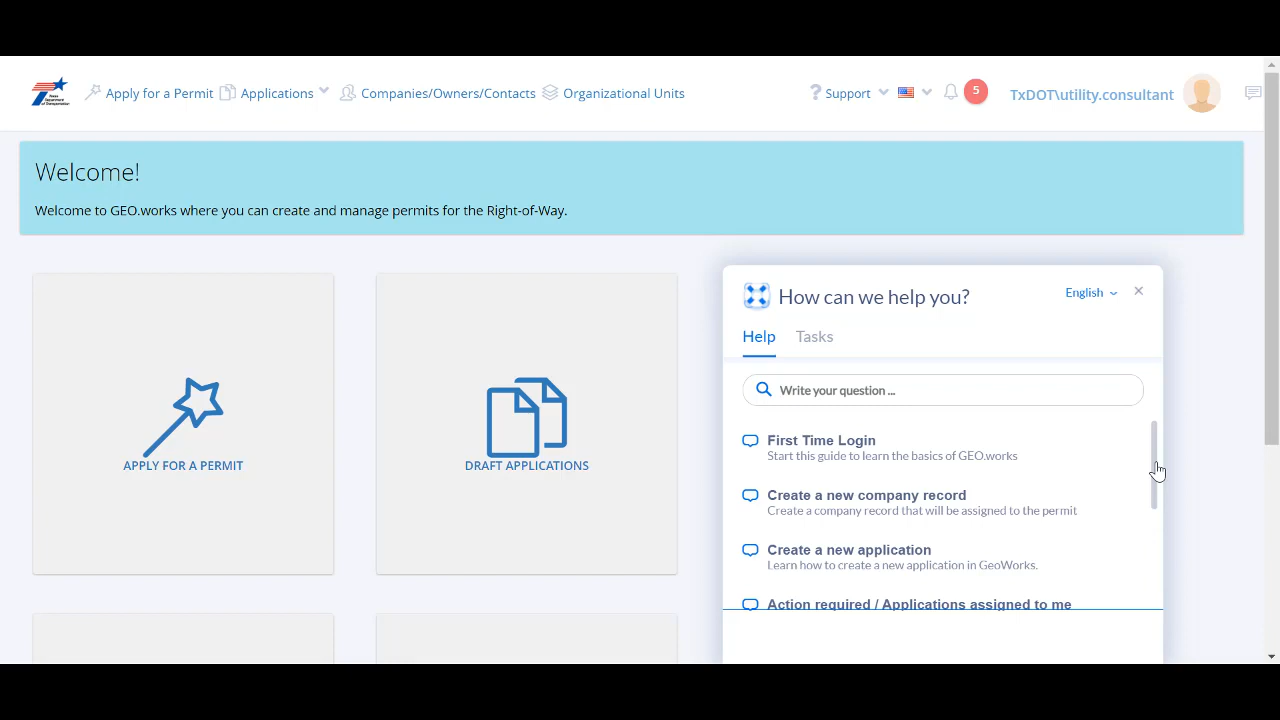 Texas Department of Transportation
Apply for a Permit
Applications
Companies/Owners/Contacts
Organizational Units
Support
5
TxDOT\utility.consultant
Welcome!
Welcome to GEO.works where you can create and manage permits for the Right-of-Way.
APPLY FOR A PERMIT
DRAFT APPLICATIONS
How can we help you?
English
Help
Tasks
Write your question ...
First Time Login
Start this guide to learn the basics of GEO.works
Create a new company record
Create a company record that will be assigned to the permit
Create a new application
Learn how to create a new application in GeoWorks.
Action required / Applications assigned to me